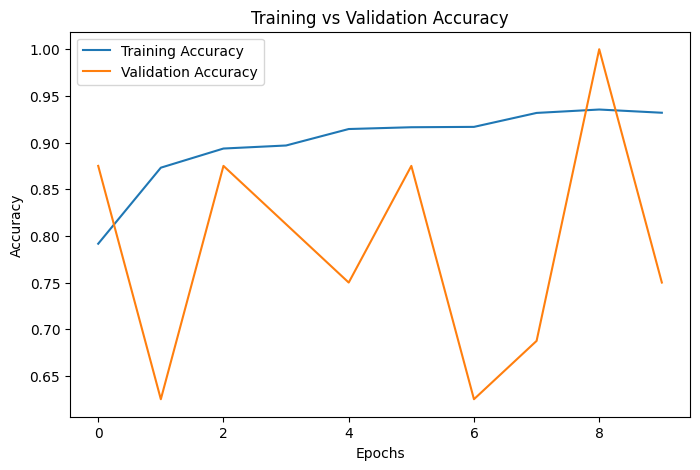 Training vs Validation Accuracy
Training Accuracy
Validation Accuracy
1.00
0.95
0.90
0.85
0.80
0.75
0.70
0.65
Accuracy
0 2 4 6 8
Epochs